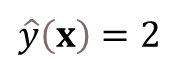 ŷ(𝐱) = 2